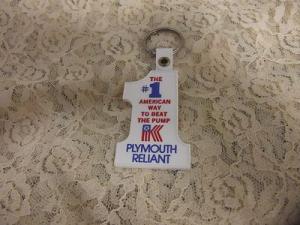 THE
#1
AMERICAN
WAY
TO BEAT
THE PUMP
K
PLYMOUTH
RELIANT